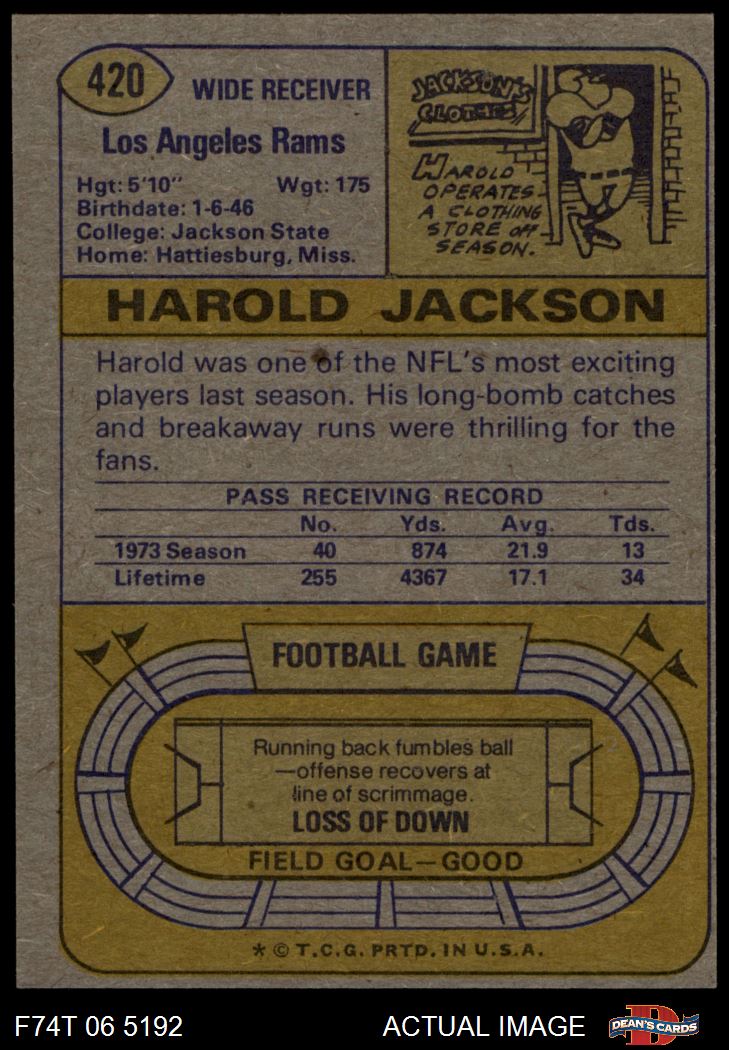 420
WIDE RECEIVER
Los Angeles Rams
Hgt: 5'10" Wgt: 175
Birthdate: 1-6-46
College: Jackson State
Home: Hattiesburg, Miss.
JACKSON'S
CLOTHES
HAROLD
OPERATES
A CLOTHING
STORE OFF
SEASON.
HAROLD JACKSON
Harold was one of the NFL's most exciting
players last season. His long-bomb catches
and breakaway runs were thrilling for the
fans.
PASS RECEIVING RECORD
No. Yds. Avg. Tds.
1973 Season 40 874 21.9 13
Lifetime 255 4367 17.1 34
FOOTBALL GAME
Running back fumbles ball
—offense recovers at
line of scrimmage.
LOSS OF DOWN
FIELD GOAL—GOOD
* © T.C.G. PRTD. IN U.S.A.
F74T 06 5192 ACTUAL IMAGE
D
DEAN'S CARDS